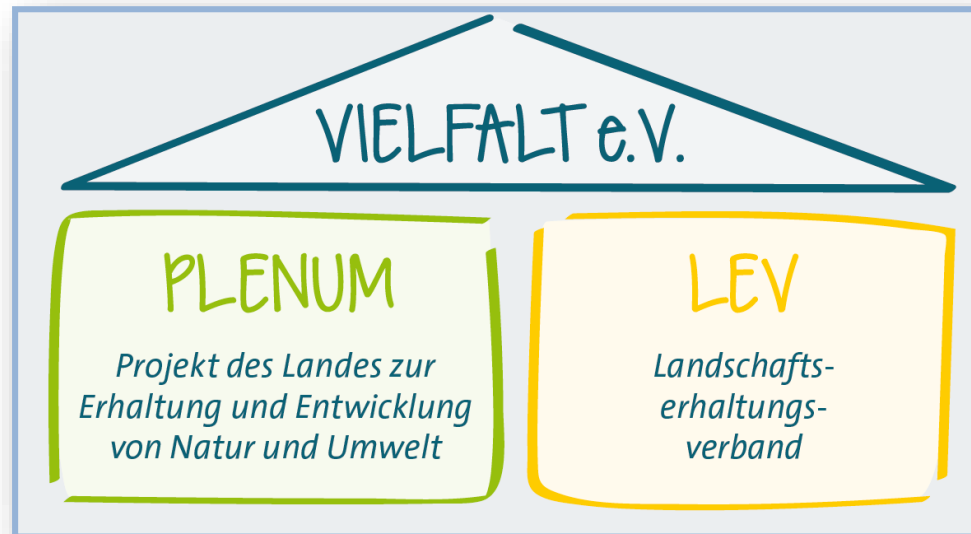 VIELFALT e.V.
PLENUM
Projekt des Landes zur
Erhaltung und Entwicklung
von Natur und Umwelt
LEV
Landschafts-
erhaltungs-
verband